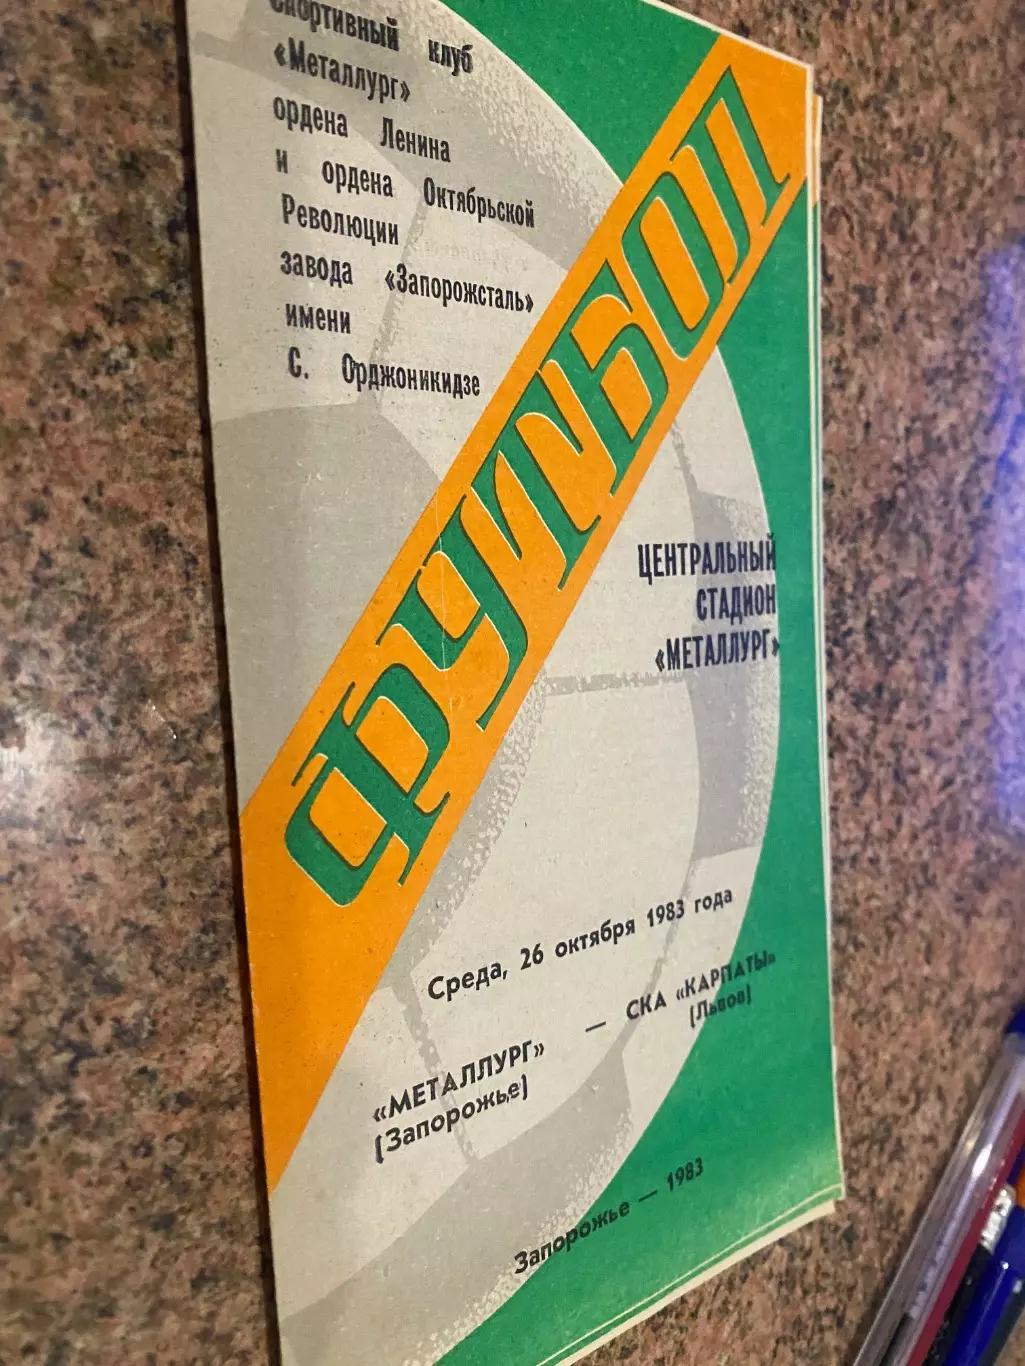 Спортивный клуб
«Металлург»
ордена Ленина
и ордена Октябрьской
Революции
завода «Запорожсталь»
имени
С. Орджоникидзе
ФУТБОЛ
ЦЕНТРАЛЬНЫЙ
СТАДИОН
«МЕТАЛЛУРГ»
Среда, 26 октября 1983 года
«МЕТАЛЛУРГ» — СКА «КАРПАТЫ»
(Запорожье) (Львов)
Запорожье — 1983